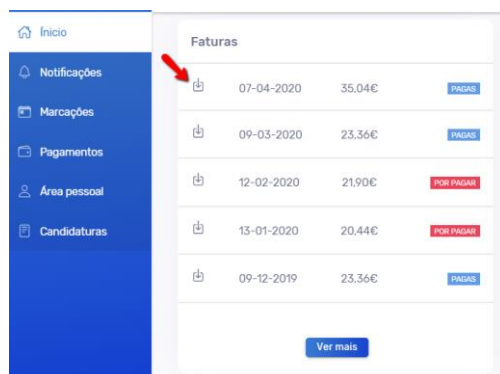 Ínicio
Notificações
Marcações
Pagamentos
Área pessoal
Candidaturas
Faturas
07-04-2020 35,04€ PAGAS
09-03-2020 23,36€ PAGAS
12-02-2020 21,90€ POR PAGAR
13-01-2020 20,44€ POR PAGAR
09-12-2019 23,36€ PAGAS
Ver mais